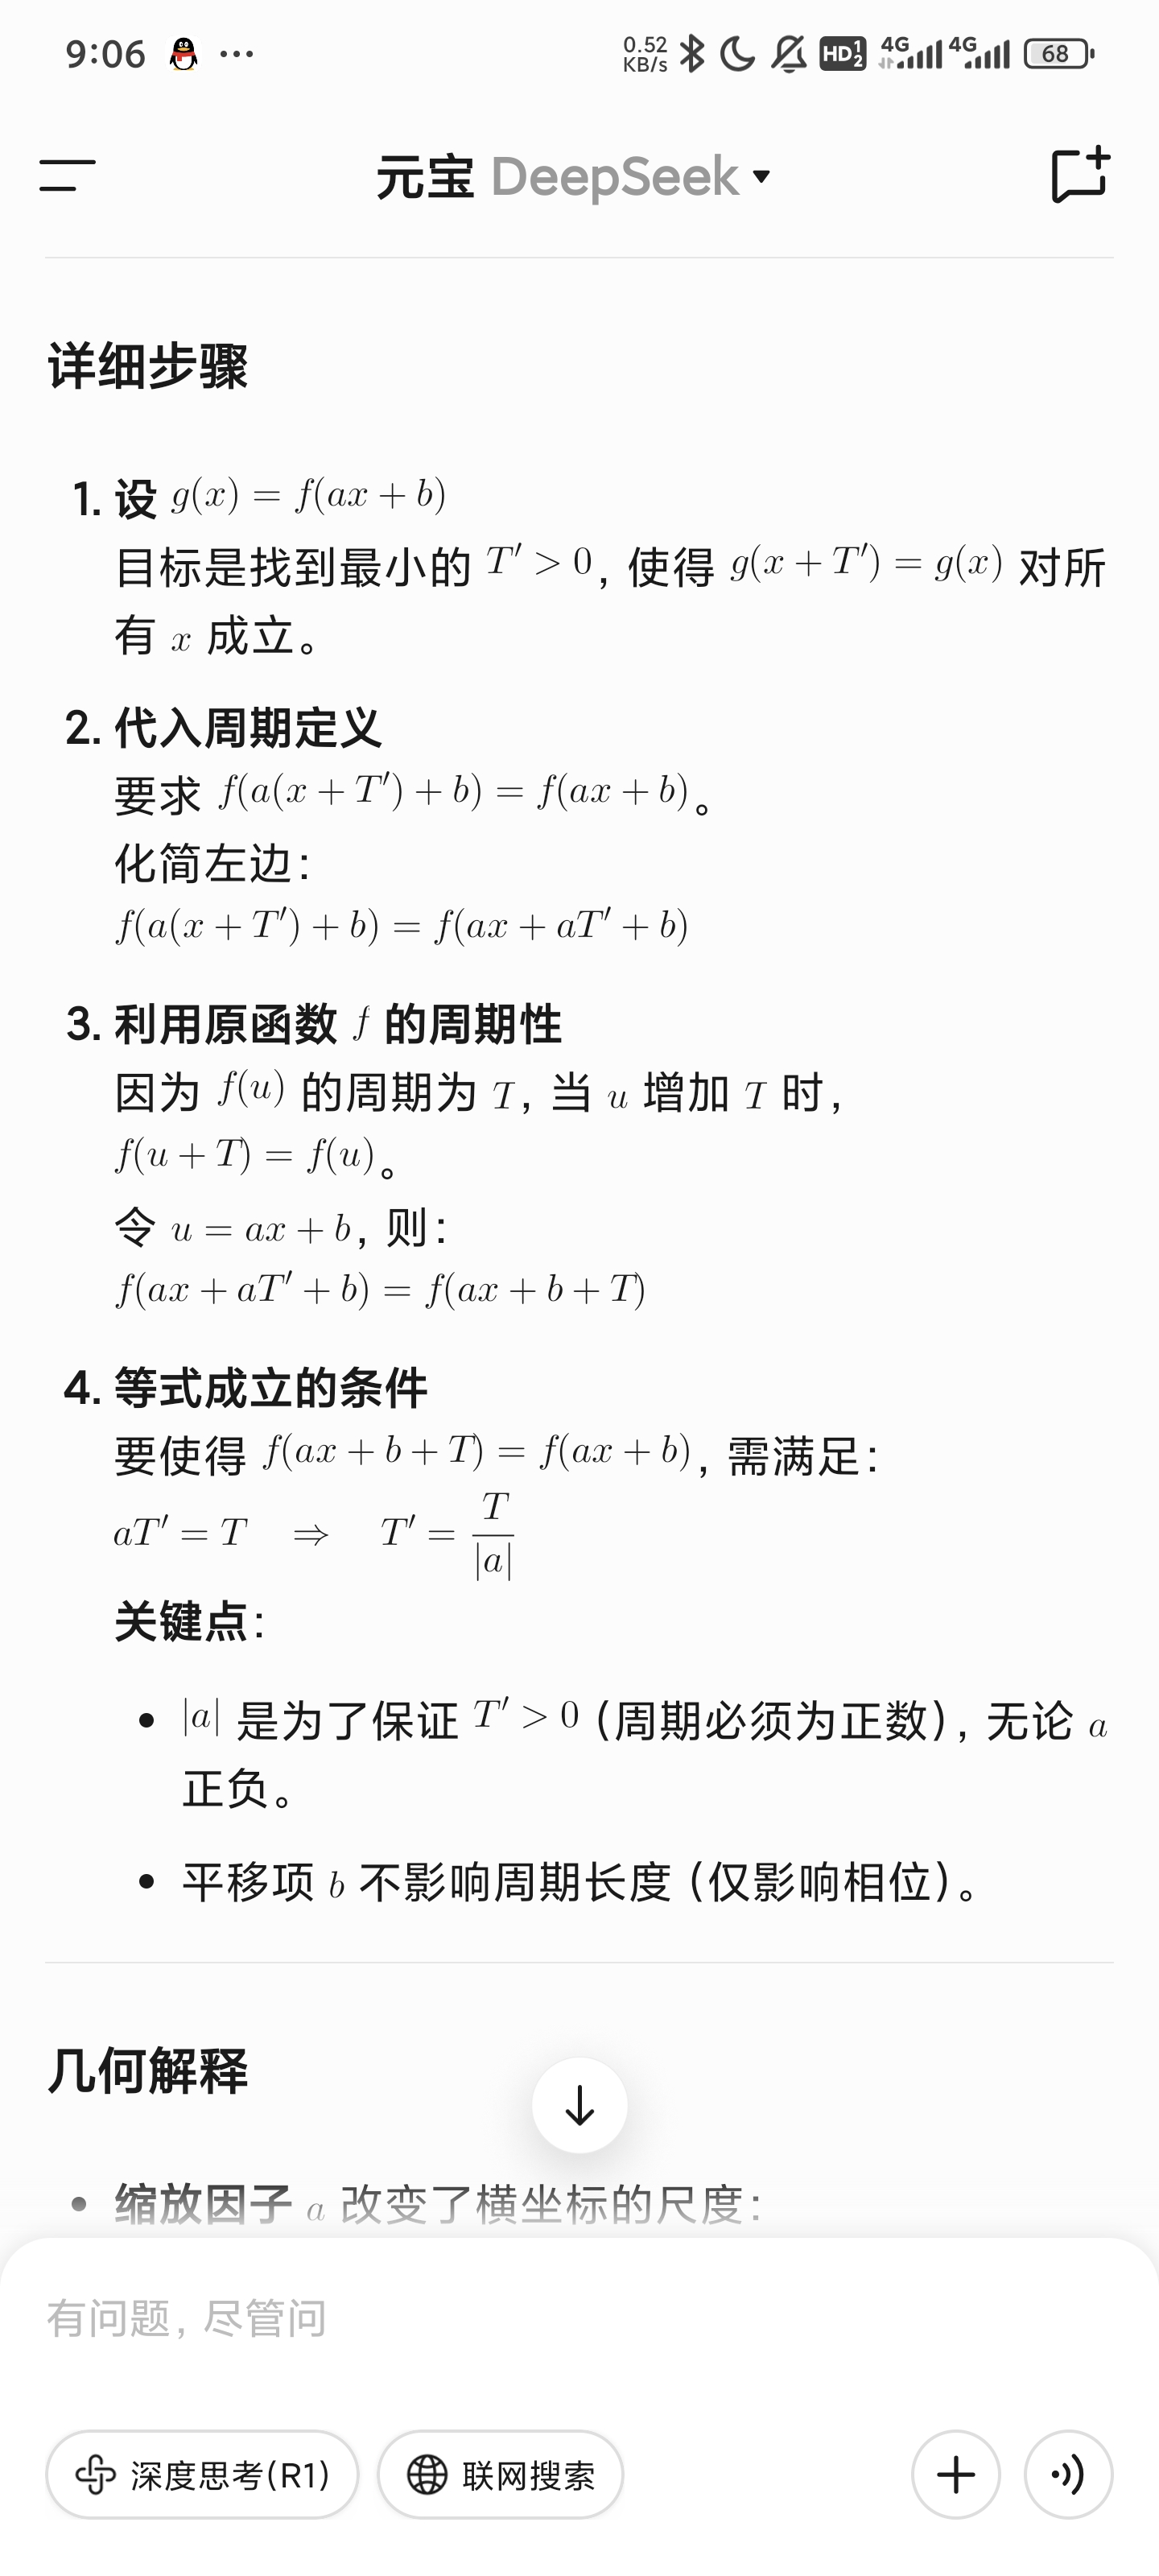 9:06 ··· 0.52 KB/s HD 1 2 4G 4G 68
元宝 DeepSeek
详细步骤
1. 设 g(x) = f(ax + b)
目标是找到最小的 T′ > 0，使得 g(x + T′) = g(x) 对所
有 x 成立。
2. 代入周期定义
要求 f(a(x + T′) + b) = f(ax + b)。
化简左边：
f(a(x + T′) + b) = f(ax + aT′ + b)
3. 利用原函数 f 的周期性
因为 f(u) 的周期为 T，当 u 增加 T 时，
f(u + T) = f(u)。
令 u = ax + b，则：
f(ax + aT′ + b) = f(ax + b + T)
4. 等式成立的条件
要使得 f(ax + b + T) = f(ax + b)，需满足：
aT′ = T ⇒ T′ = T/|a|
关键点：
• |a| 是为了保证 T′ > 0（周期必须为正数），无论 a
正负。
• 平移项 b 不影响周期长度（仅影响相位）。
几何解释
• 缩放因子 a 改变了横坐标的尺度：
有问题，尽管问
深度思考(R1) 联网搜索